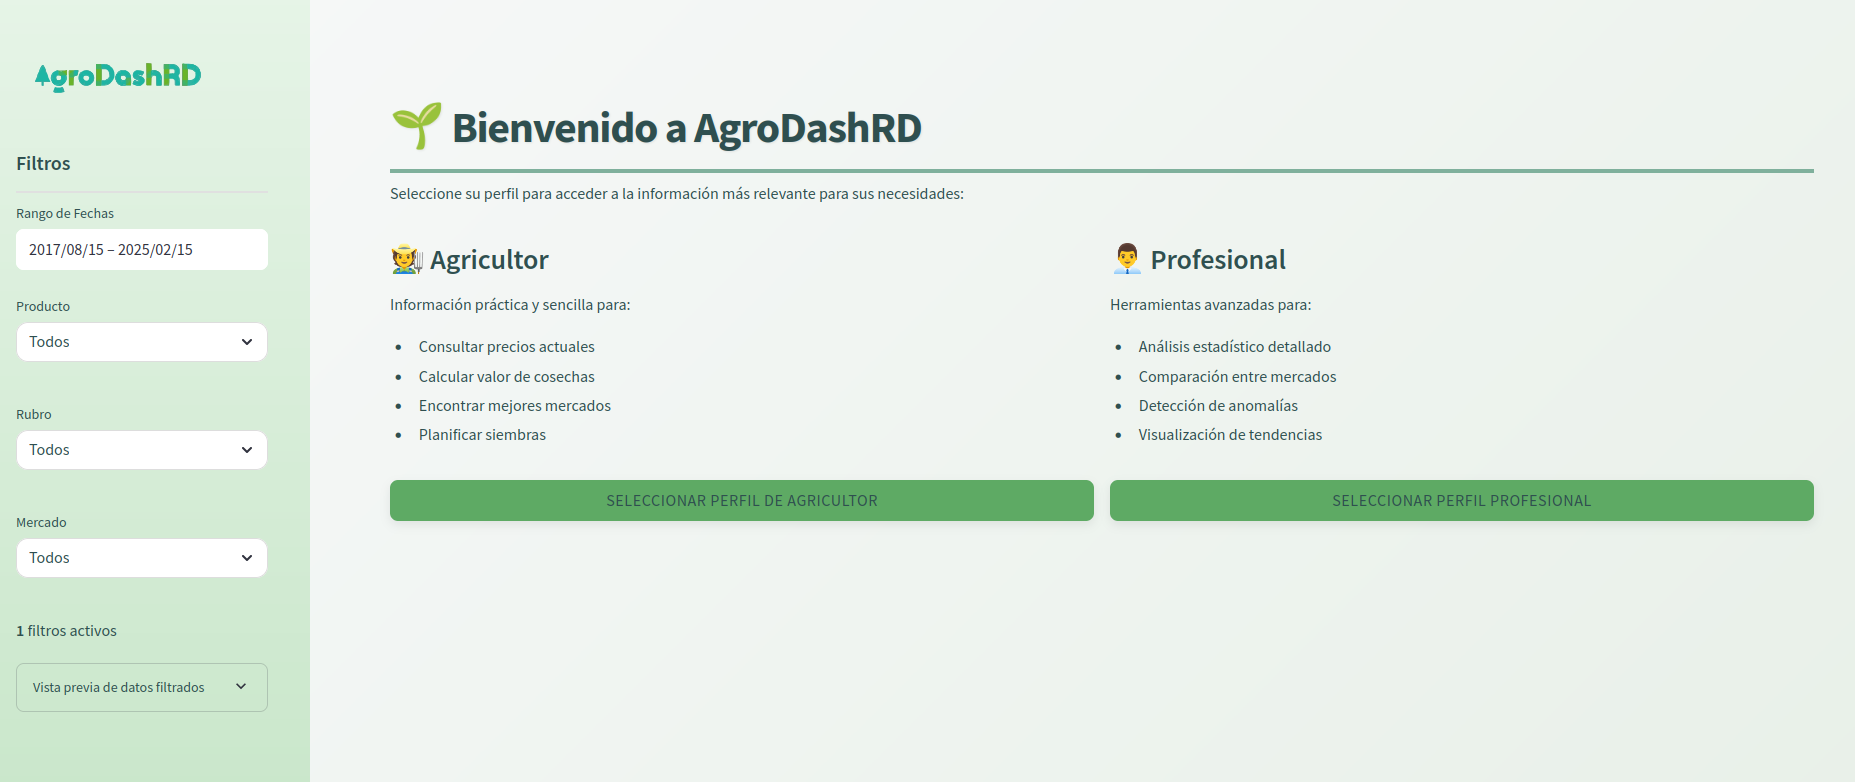 AgroDashRD
Filtros
Rango de Fechas
2017/08/15 – 2025/02/15
Producto
Todos
Rubro
Todos
Mercado
Todos
1 filtros activos
Vista previa de datos filtrados
Bienvenido a AgroDashRD
Seleccione su perfil para acceder a la información más relevante para sus necesidades:
Agricultor
Información práctica y sencilla para:
• Consultar precios actuales
• Calcular valor de cosechas
• Encontrar mejores mercados
• Planificar siembras
SELECCIONAR PERFIL DE AGRICULTOR
Profesional
Herramientas avanzadas para:
• Análisis estadístico detallado
• Comparación entre mercados
• Detección de anomalías
• Visualización de tendencias
SELECCIONAR PERFIL PROFESIONAL